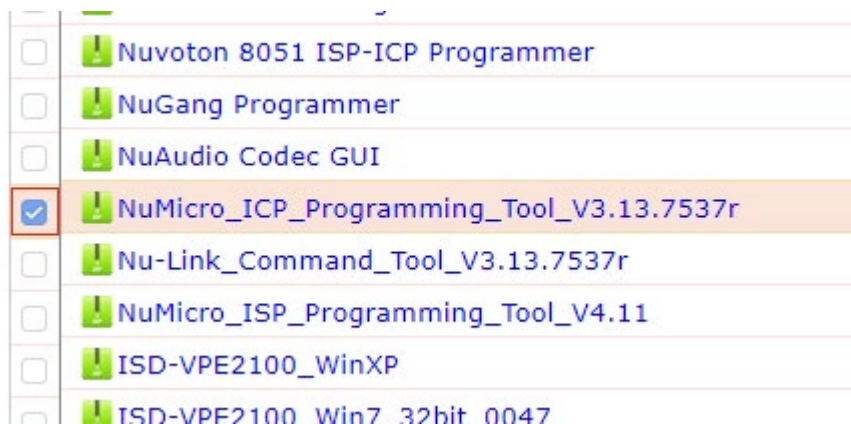 Nuvoton 8051 ISP-ICP Programmer
NuGang Programmer
NuAudio Codec GUI
NuMicro_ICP_Programming_Tool_V3.13.7537r
Nu-Link_Command_Tool_V3.13.7537r
NuMicro_ISP_Programming_Tool_V4.11
ISD-VPE2100_WinXP
ISD-VPE2100_Win7_32bit_0047